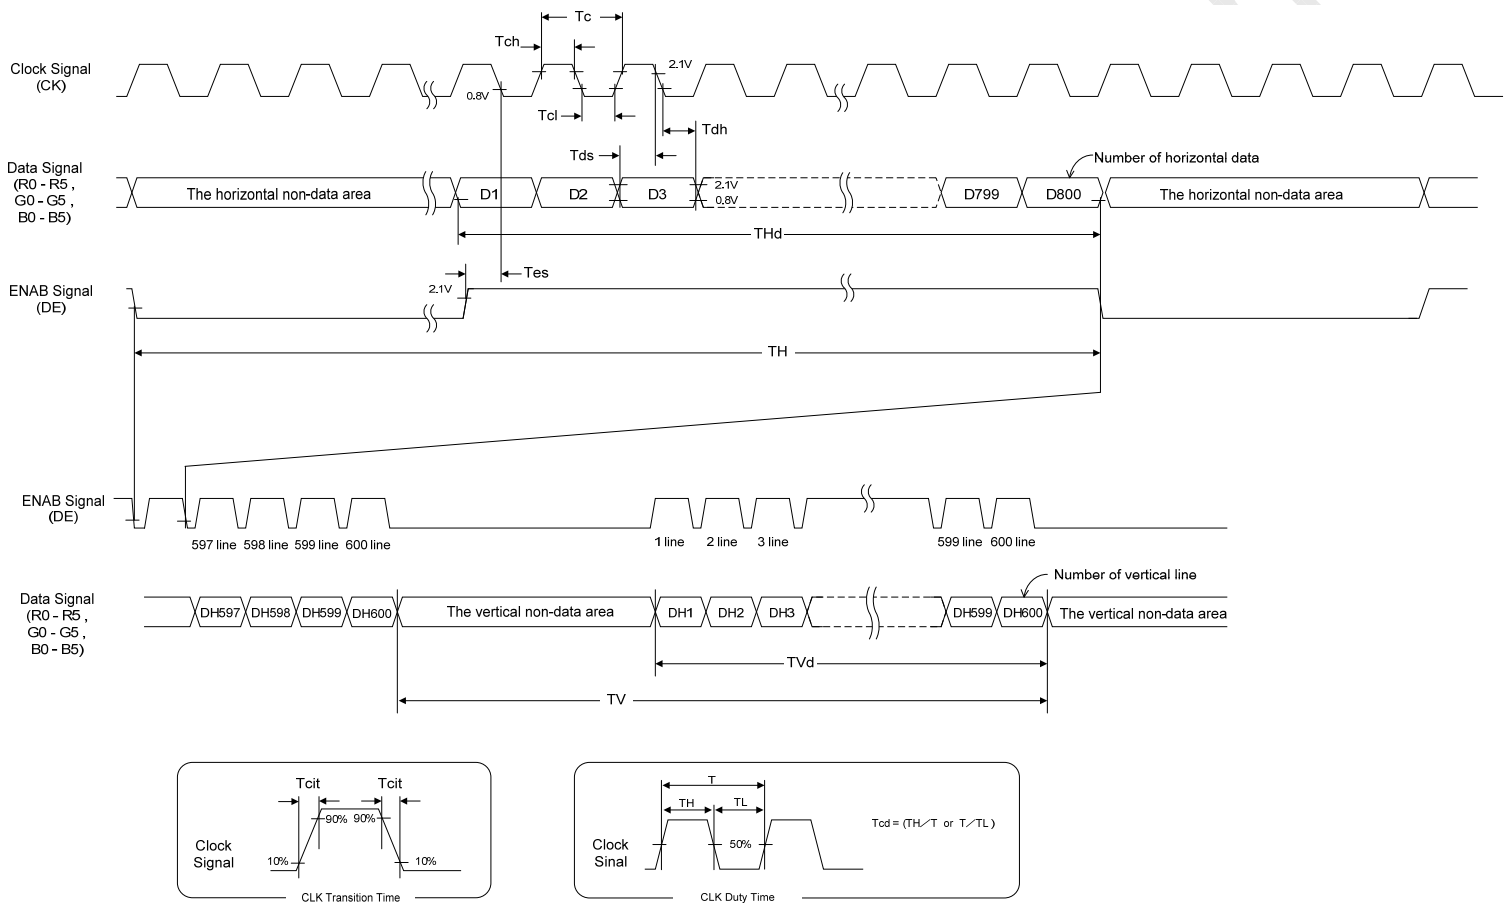 Tc
Tch
Clock Signal
(CK)
2.1V
0.8V
Tcl
Tdh
Tds
Number of horizontal data
Data Signal
(R0 - R5 ,
G0 - G5 ,
B0 - B5)
The horizontal non-data area
D1
D2
D3
2.1V
0.8V
D799
D800
The horizontal non-data area
THd
Tes
ENAB Signal
(DE)
2.1V
TH
ENAB Signal
(DE)
597 line
598 line
599 line
600 line
1 line
2 line
3 line
599 line
600 line
Number of vertical line
Data Signal
(R0 - R5 ,
G0 - G5 ,
B0 - B5)
DH597
DH598
DH599
DH600
The vertical non-data area
DH1
DH2
DH3
DH599
DH600
The vertical non-data area
TVd
TV
Tcit
Tcit
90%
90%
Clock
Signal
10%
10%
CLK Transition Time
T
TH
TL
Tcd = (TH/T or T/TL)
Clock
Sinal
50%
CLK Duty Time